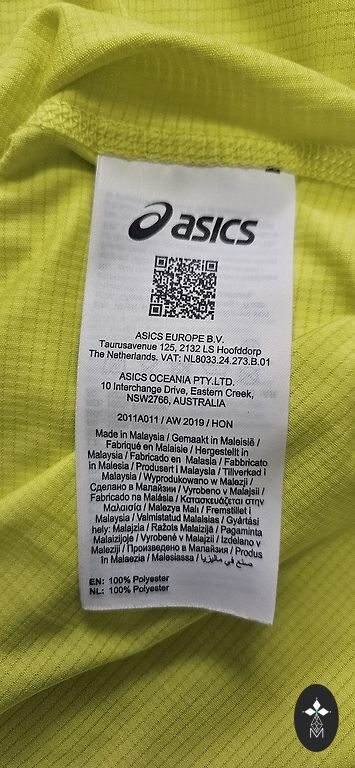 asics
ASICS EUROPE B.V.
Taurusavenue 125, 2132 LS Hoofddorp
The Netherlands, VAT: NL8033.24.273.B.01
ASICS OCEANIA PTY.LTD.
10 Interchange Drive, Eastern Creek,
NSW2766, AUSTRALIA
2011A011 / AW 2019 / HON
Made in Malaysia / Gemaakt in Maleisië /
Fabriqué en Malaisie / Hergestellt in
Malaysia / Fabricado en Malasia / Fabbricato
in Malesia / Produsert i Malaysia / Tillverkad i
Malaysia / Wyprodukowano w Malezji /
Сделано в Малайзии / Vyrobeno v Malajsii /
Fabricado na Malásia / Κατασκευάζεται στην
Μαλαισία / Malezya Malı / Fremstillet i
Malaysia / Valmistatud Malaisias / Gyártási
hely: Malajzia / Ražots Malaizijā / Pagaminta
Malaizijoje / Vyrobené v Malajzii / Izdelano v
Maleziji / Произведено в Малайзия / Produs
în Malaezia / Malesiassa / صنع في ماليزيا
EN: 100% Polyester
NL: 100% Polyester
M